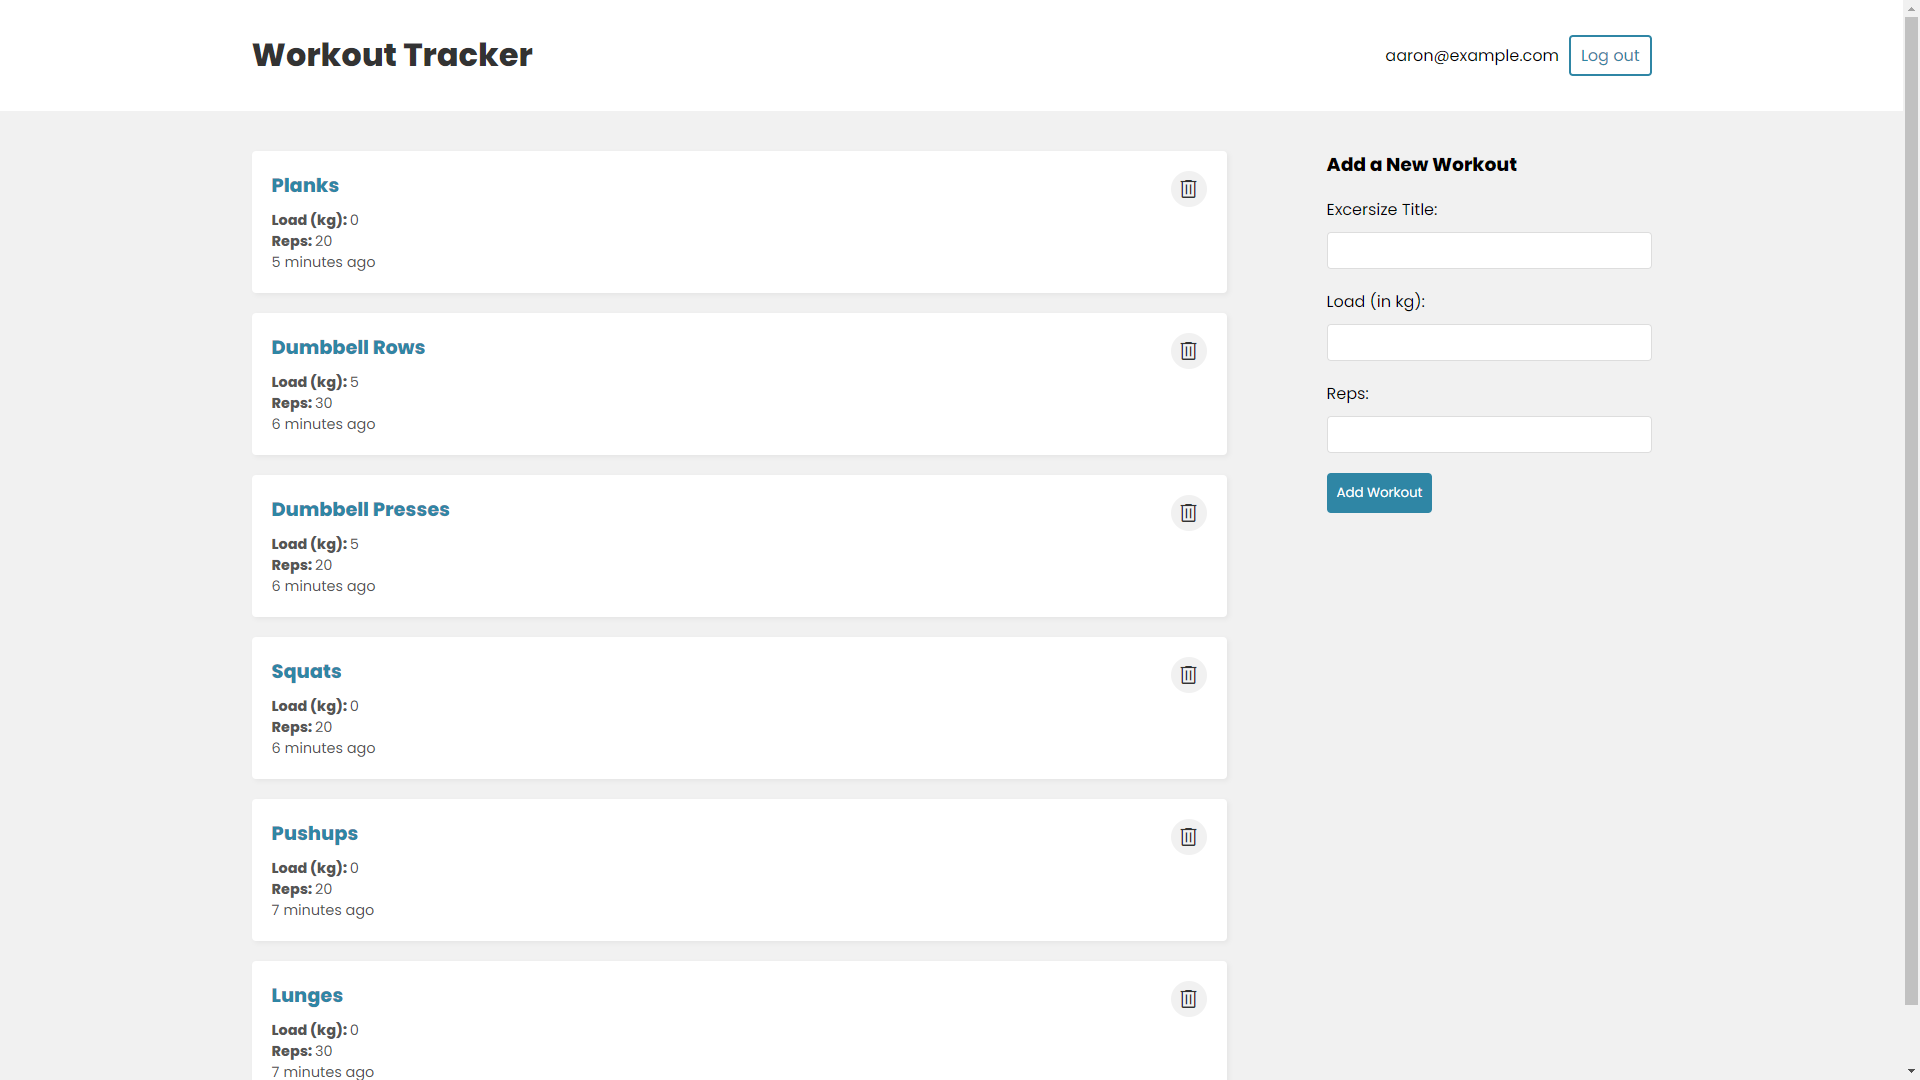 Workout Tracker
aaron@example.com
Log out
Planks
Load (kg): 0
Reps: 20
5 minutes ago
Dumbbell Rows
Load (kg): 5
Reps: 30
6 minutes ago
Dumbbell Presses
Load (kg): 5
Reps: 20
6 minutes ago
Squats
Load (kg): 0
Reps: 20
6 minutes ago
Pushups
Load (kg): 0
Reps: 20
7 minutes ago
Lunges
Load (kg): 0
Reps: 30
7 minutes ago
Add a New Workout
Excersize Title:
Load (in kg):
Reps:
Add Workout